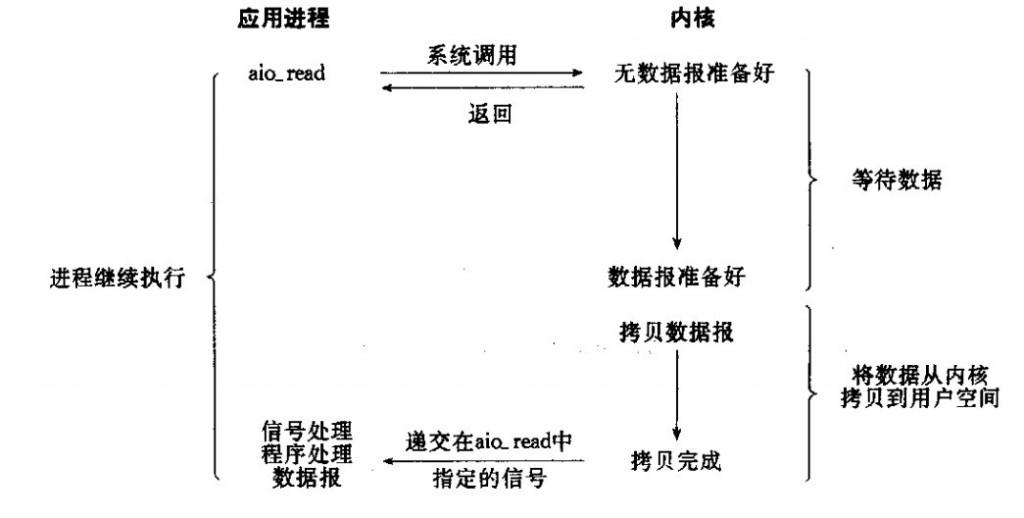 应用进程
内核
aio_read
系统调用
无数据报准备好
返回
等待数据
进程继续执行
数据报准备好
拷贝数据报
将数据从内核
拷贝到用户空间
信号处理
程序处理
数据报
递交在aio_read中
指定的信号
拷贝完成